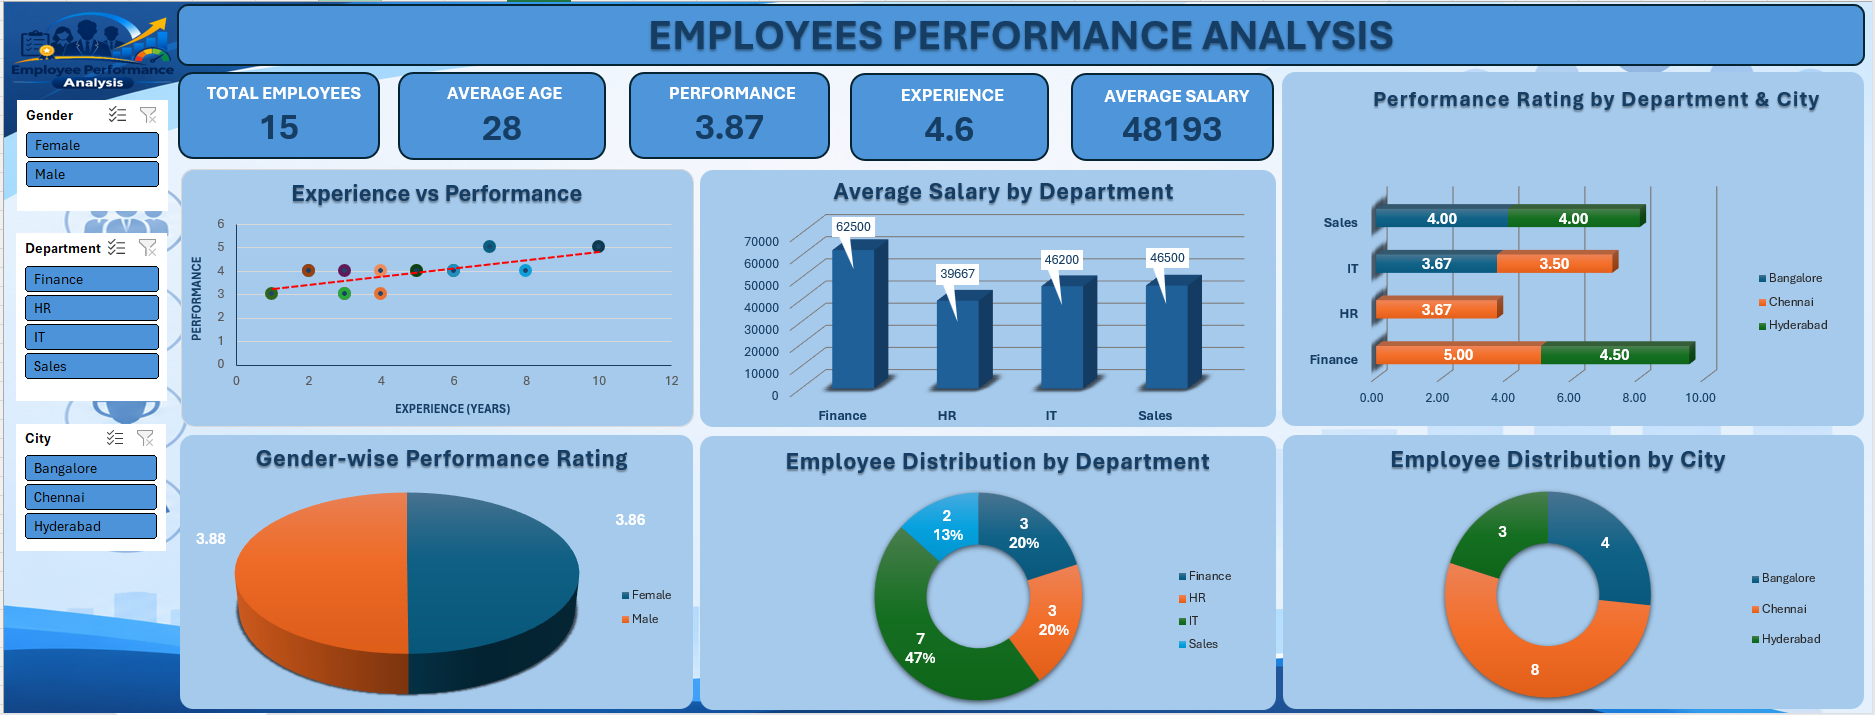 EMPLOYEES PERFORMANCE ANALYSIS
Employee Performance
Analysis
TOTAL EMPLOYEES
15
AVERAGE AGE
28
PERFORMANCE
3.87
EXPERIENCE
4.6
AVERAGE SALARY
48193
Gender
Female
Male
Department
Finance
HR
IT
Sales
City
Bangalore
Chennai
Hyderabad
Experience vs Performance
PERFORMANCE
6
5
4
3
2
1
0
0 2 4 6 8 10 12
EXPERIENCE (YEARS)
Average Salary by Department
70000
60000
50000
40000
30000
20000
10000
0
62500
39667
46200
46500
Finance HR IT Sales
Performance Rating by Department & City
Sales 4.00 4.00
IT 3.67 3.50
HR 3.67
Finance 5.00 4.50
0.00 2.00 4.00 6.00 8.00 10.00
Bangalore
Chennai
Hyderabad
Gender-wise Performance Rating
3.88
3.86
Female
Male
Employee Distribution by Department
2
13%
3
20%
3
20%
7
47%
Finance
HR
IT
Sales
Employee Distribution by City
3
4
8
Bangalore
Chennai
Hyderabad